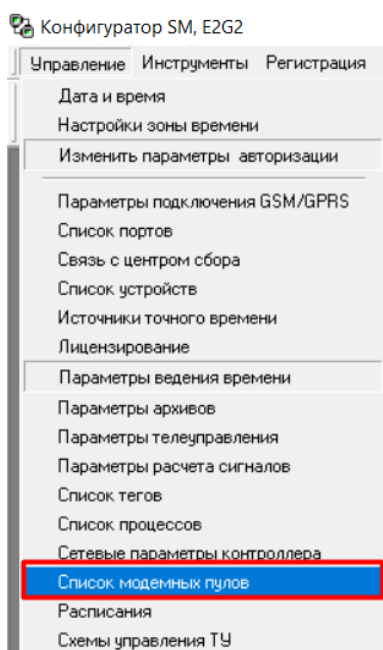 Конфигуратор SM, E2G2
Управление Инструменты Регистрация
Дата и время
Настройки зоны времени
Изменить параметры авторизации
Параметры подключения GSM/GPRS
Список портов
Связь с центром сбора
Список устройств
Источники точного времени
Лицензирование
Параметры ведения времени
Параметры архивов
Параметры телеуправления
Параметры расчета сигналов
Список тегов
Список процессов
Сетевые параметры контроллера
Список модемных пулов
Расписания
Схемы управления ТУ